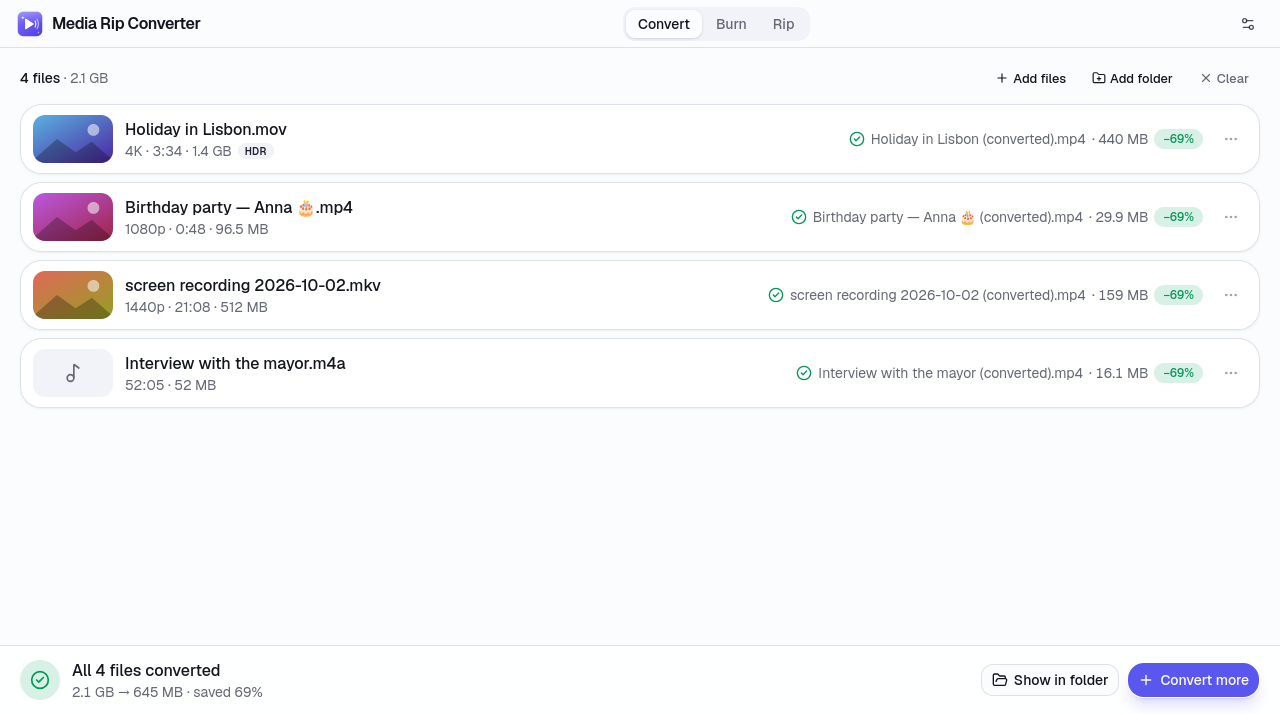 Media Rip Converter
Convert Burn Rip
4 files · 2.1 GB
Add files Add folder Clear
Holiday in Lisbon.mov
4K · 3:34 · 1.4 GB HDR
Holiday in Lisbon (converted).mp4 · 440 MB −69%
Birthday party — Anna 🎂.mp4
1080p · 0:48 · 96.5 MB
Birthday party — Anna 🎂 (converted).mp4 · 29.9 MB −69%
screen recording 2026-10-02.mkv
1440p · 21:08 · 512 MB
screen recording 2026-10-02 (converted).mp4 · 159 MB −69%
Interview with the mayor.m4a
52:05 · 52 MB
Interview with the mayor (converted).mp4 · 16.1 MB −69%
All 4 files converted
2.1 GB → 645 MB · saved 69%
Show in folder
Convert more